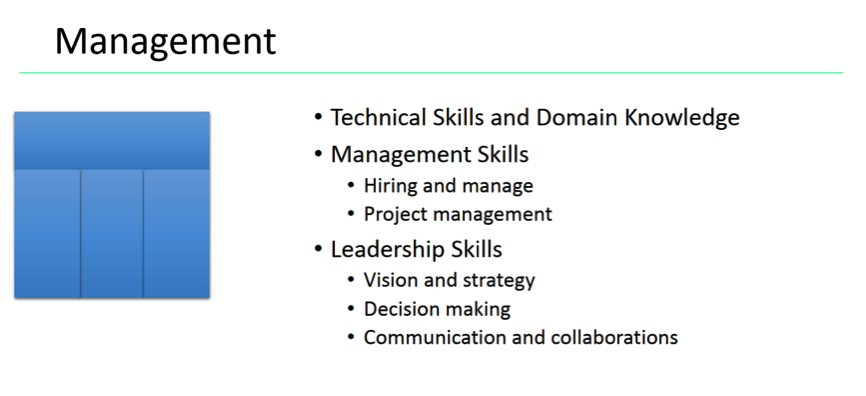 Management
• Technical Skills and Domain Knowledge
• Management Skills
• Hiring and manage
• Project management
• Leadership Skills
• Vision and strategy
• Decision making
• Communication and collaborations